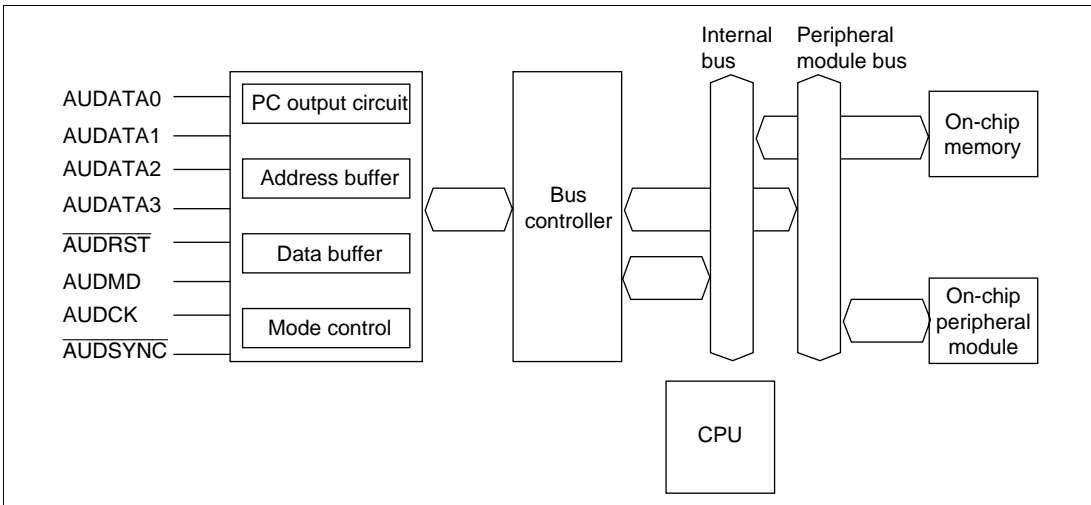 Internal
bus
Peripheral
module bus
AUDATA0
AUDATA1
AUDATA2
AUDATA3
AUDRST
AUDMD
AUDCK
AUDSYNC
PC output circuit
Address buffer
Data buffer
Mode control
Bus
controller
On-chip
memory
On-chip
peripheral
module
CPU